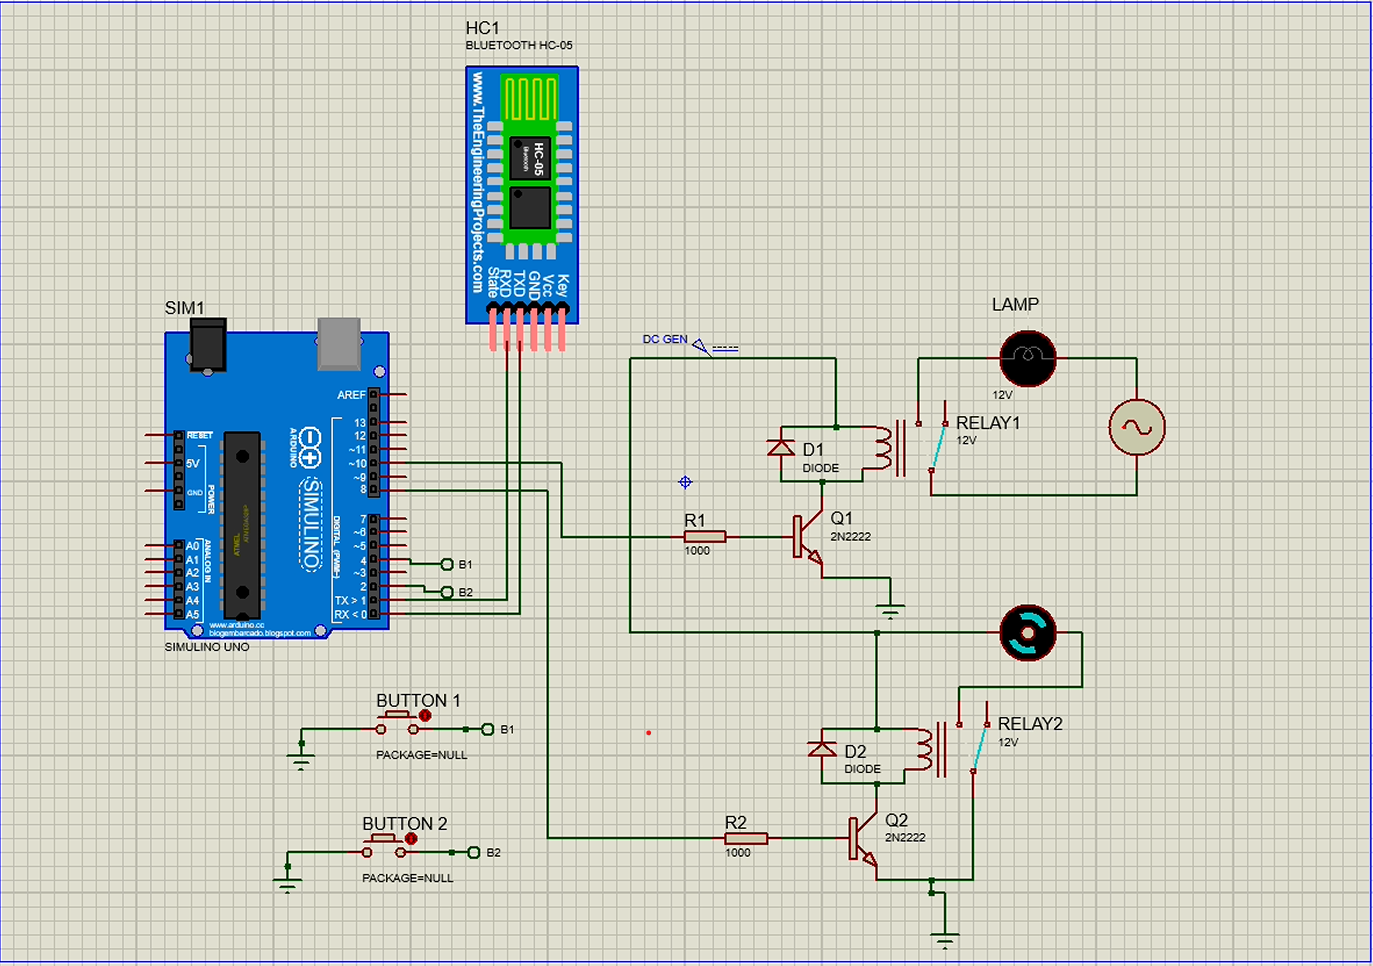 HC1
BLUETOOTH HC-05
www.TheEngineeringProjects.com
HC-05
Bluetooth
State
RXD
TXD
GND
Vcc
Key
SIM1
AREF
13
12
~11
~10
~9
8
7
~6
~5
4
~3
2
TX > 1
RX < 0
DIGITAL (PWM~)
ARDUINO
SIMULINO
RESET
5V
GND
POWER
A0
A1
A2
A3
A4
A5
ANALOG IN
ATMEL
www.arduino.cc
blogembarcado.blogspot.com
SIMULINO UNO
B1
B2
DC GEN
LAMP
12V
RELAY1
12V
D1
DIODE
R1
1000
Q1
2N2222
RELAY2
12V
D2
DIODE
R2
1000
Q2
2N2222
BUTTON 1
B1
PACKAGE=NULL
BUTTON 2
B2
PACKAGE=NULL